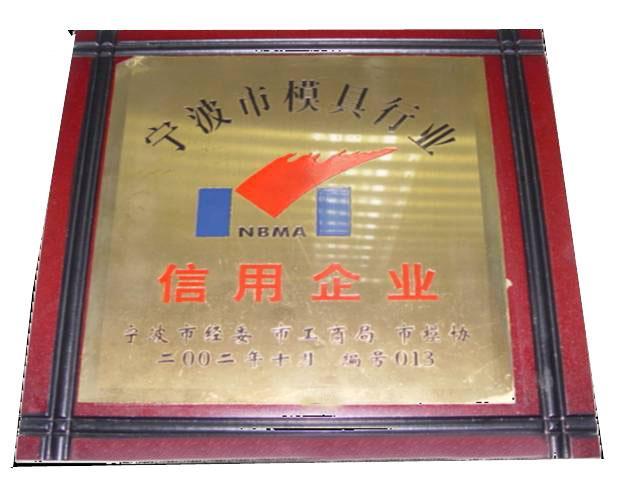 宁波市模具行业
NBMA
信用企业
宁波市经委 市工商局 市模协
二00二年十月 编号013